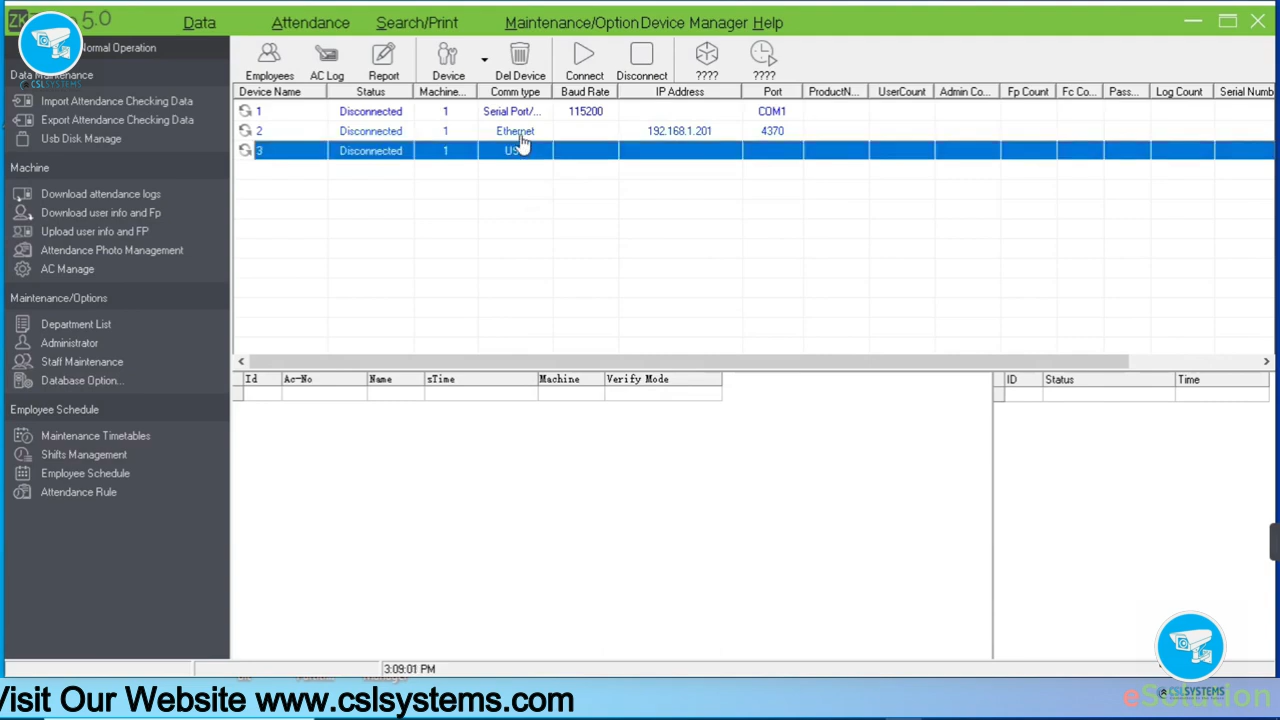 ZK 5.0 Data Attendance Search/Print Maintenance/Option Device Manager Help
Normal Operation
Data Maintenance
CSLSYSTEMS
Import Attendance Checking Data
Export Attendance Checking Data
Usb Disk Manage
Machine
Download attendance logs
Download user info and Fp
Upload user info and FP
Attendance Photo Management
AC Manage
Maintenance/Options
Department List
Administrator
Staff Maintenance
Database Option...
Employee Schedule
Maintenance Timetables
Shifts Management
Employee Schedule
Attendance Rule
Employees AC Log Report Device Del Device Connect Disconnect ???? ????
Device Name Status Machine... Comm type Baud Rate IP Address Port ProductN... UserCount Admin Co... Fp Count Fc Co... Pass... Log Count Serial Numb
1 Disconnected 1 Serial Port/... 115200 COM1
2 Disconnected 1 Ethernet 192.168.1.201 4370
3 Disconnected 1
Id Ac-No Name sTime Machine Verify Mode
ID Status Time
3:09:01 PM
CSLSYSTEMS
Visit Our Website www.cslsystems.com
eSolution